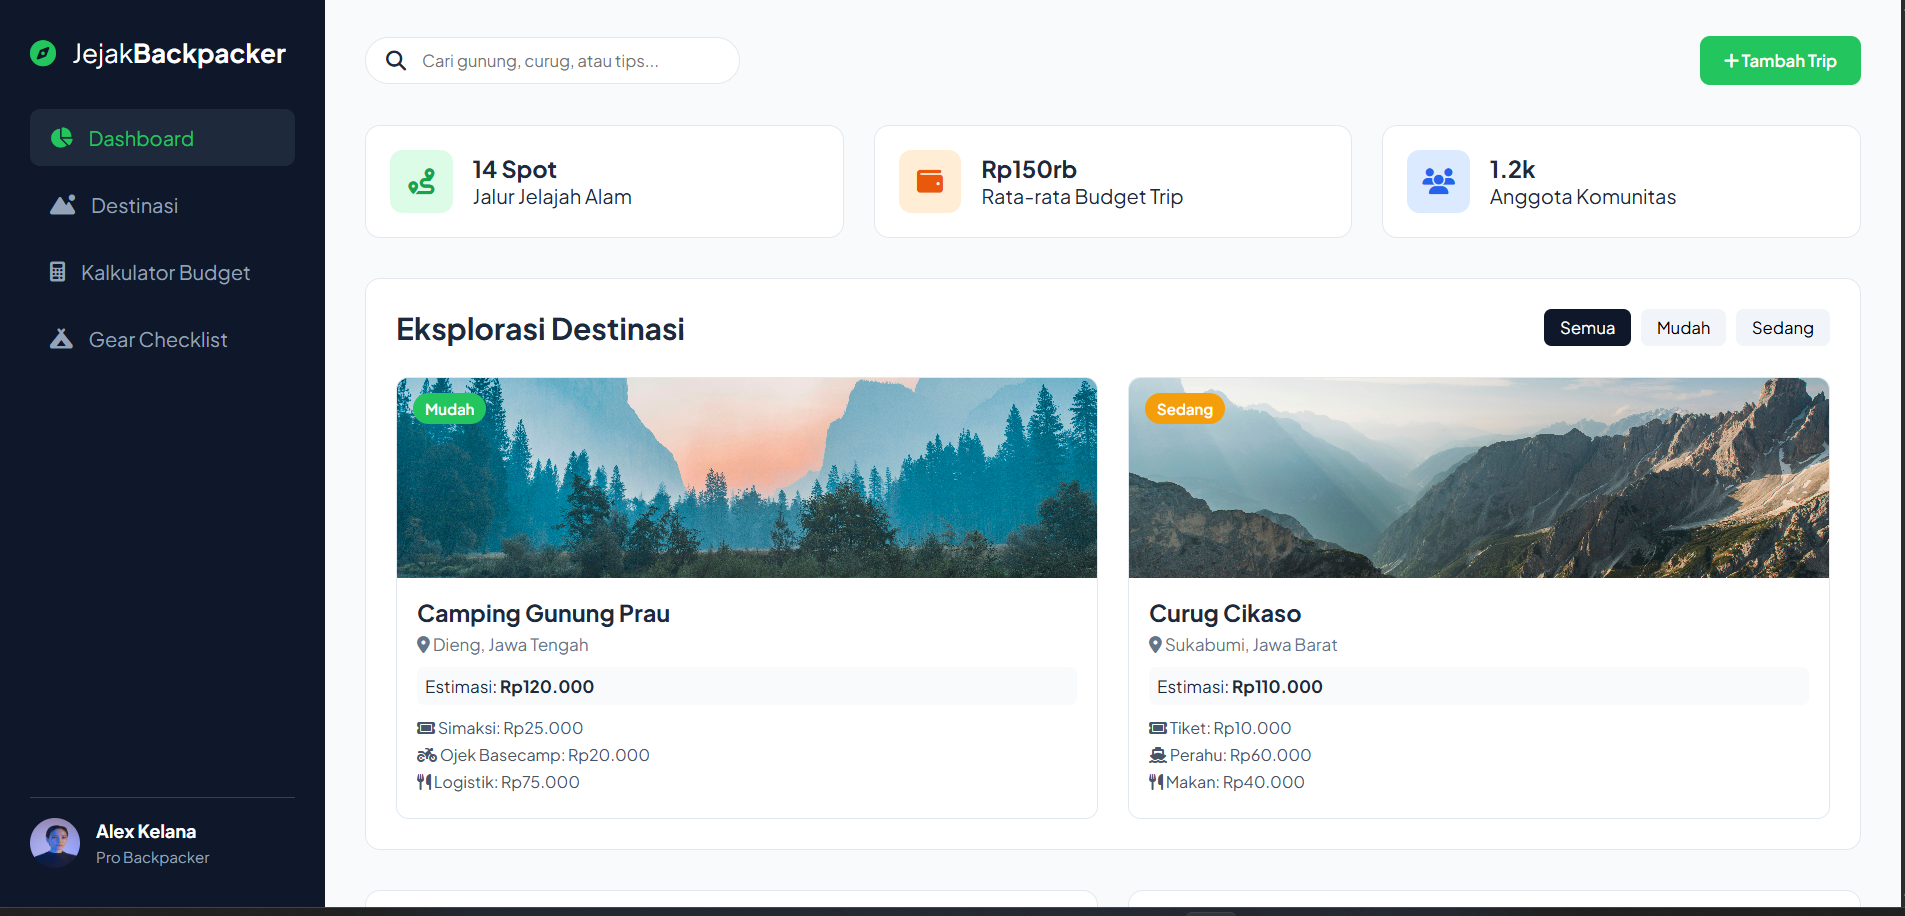 JejakBackpacker
Dashboard
Destinasi
Kalkulator Budget
Gear Checklist
Alex Kelana
Pro Backpacker
Cari gunung, curug, atau tips...
+ Tambah Trip
14 Spot
Jalur Jelajah Alam
Rp150rb
Rata-rata Budget Trip
1.2k
Anggota Komunitas
Eksplorasi Destinasi
Semua
Mudah
Sedang
Mudah
Camping Gunung Prau
Dieng, Jawa Tengah
Estimasi: Rp120.000
Simaksi: Rp25.000
Ojek Basecamp: Rp20.000
Logistik: Rp75.000
Sedang
Curug Cikaso
Sukabumi, Jawa Barat
Estimasi: Rp110.000
Tiket: Rp10.000
Perahu: Rp60.000
Makan: Rp40.000